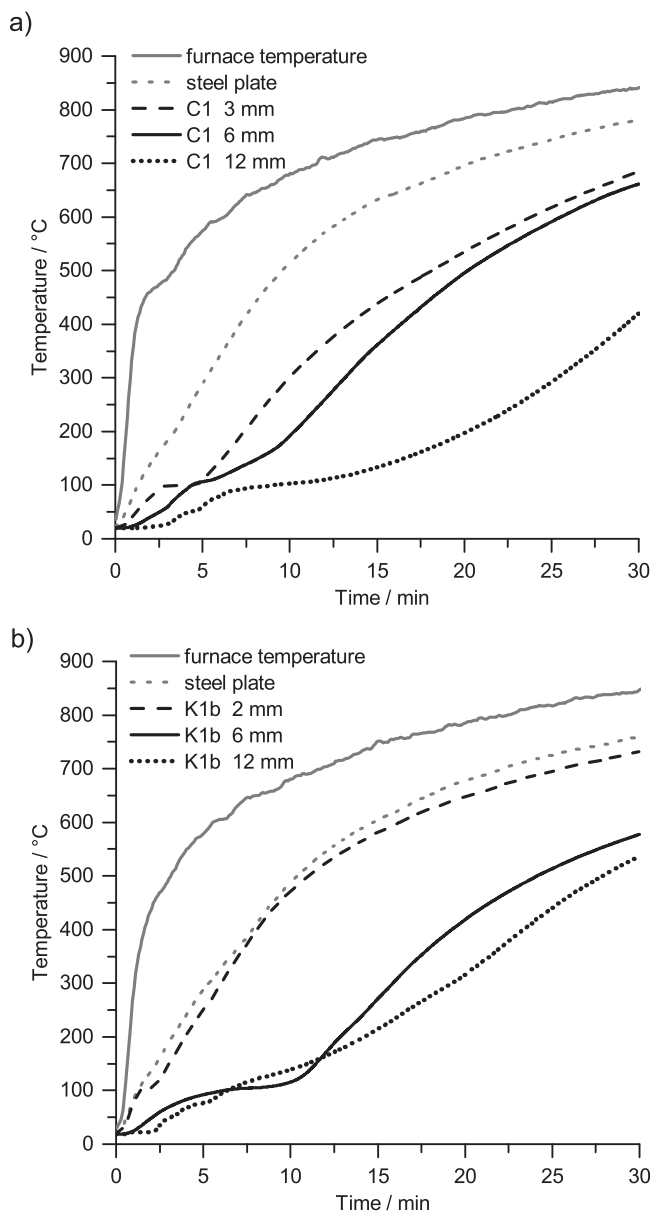 a)
900
800
700
600
500
400
300
200
100
0
Temperature / °C
furnace temperature
steel plate
C1 3 mm
C1 6 mm
C1 12 mm
0 5 10 15 20 25 30
Time / min
b)
900
800
700
600
500
400
300
200
100
0
Temperature / °C
furnace temperature
steel plate
K1b 2 mm
K1b 6 mm
K1b 12 mm
0 5 10 15 20 25 30
Time / min